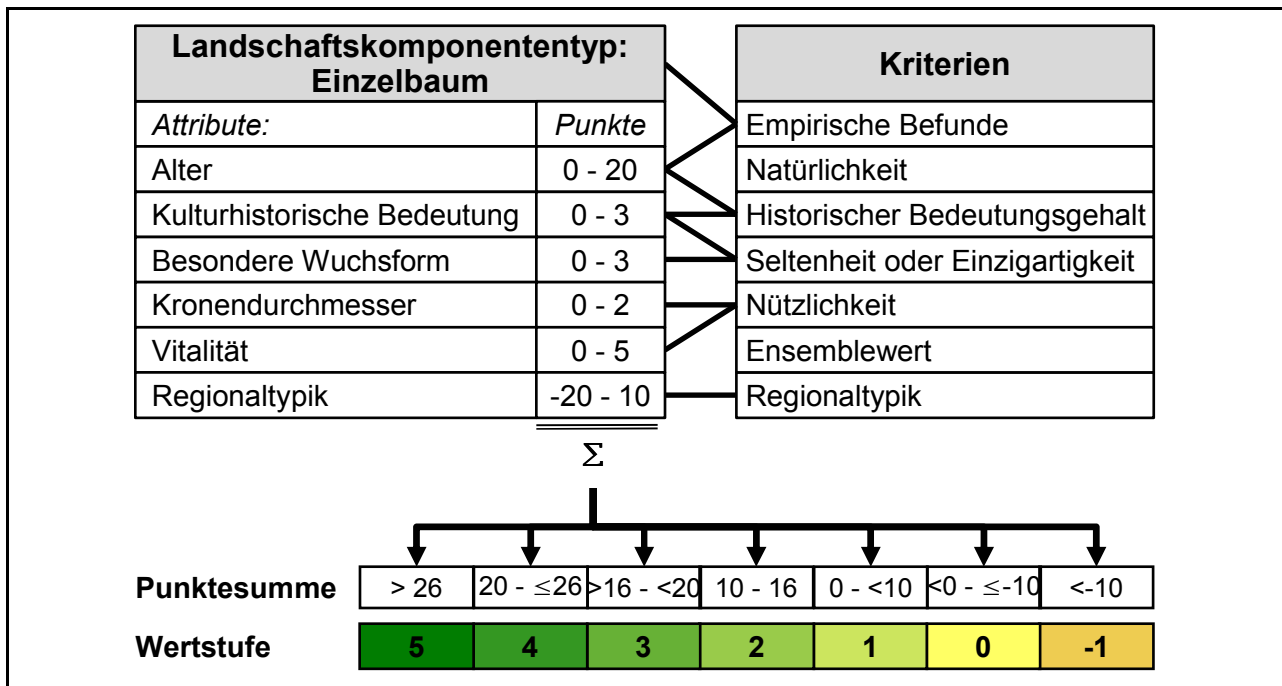 Landschaftskomponententyp:
Einzelbaum
Kriterien
Attribute: Punkte
Empirische Befunde
Alter 0 - 20
Natürlichkeit
Kulturhistorische Bedeutung 0 - 3
Historischer Bedeutungsgehalt
Besondere Wuchsform 0 - 3
Seltenheit oder Einzigartigkeit
Kronendurchmesser 0 - 2
Nützlichkeit
Vitalität 0 - 5
Ensemblewert
Regionaltypik -20 - 10
Regionaltypik
Σ
Punktesumme > 26 20 - ≤26 >16 - <20 10 - 16 0 - <10 <0 - ≤-10 <-10
Wertstufe 5 4 3 2 1 0 -1